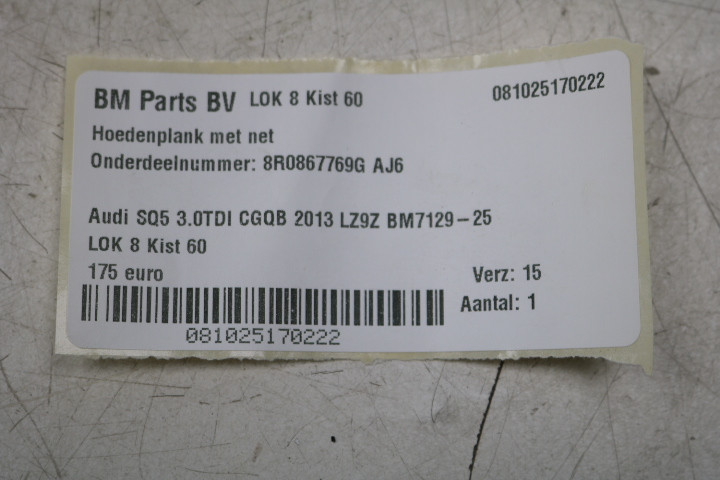 BM Parts BV LOK 8 Kist 60 081025170222
Hoedenplank met net
Onderdeelnummer: 8R0867769G AJ6
Audi SQ5 3.0TDI CGQB 2013 LZ9Z BM7129-25
LOK 8 Kist 60
175 euro Verz: 15
Aantal: 1
081025170222